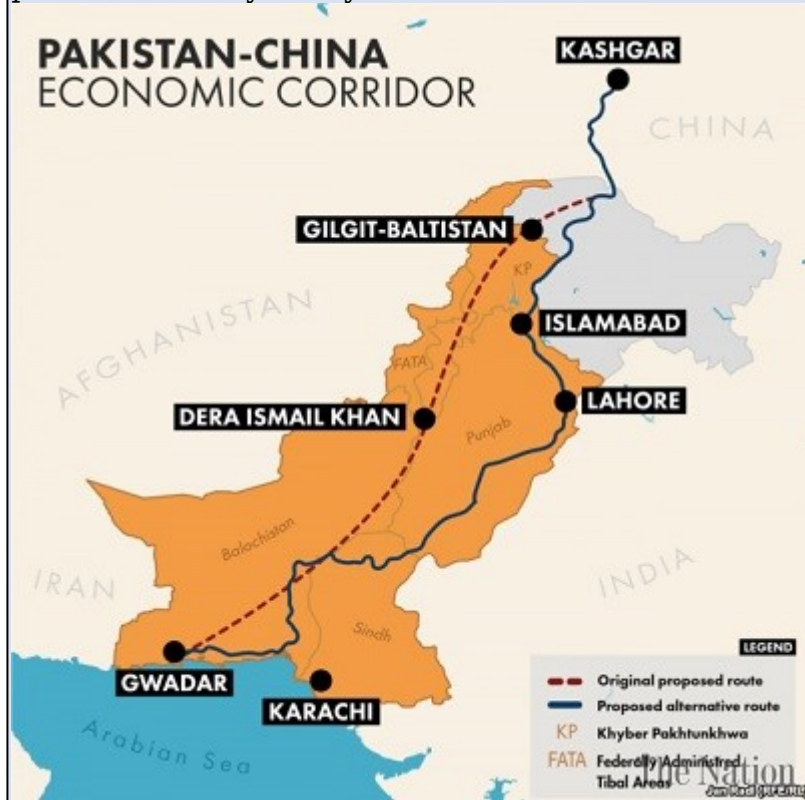 PAKISTAN-CHINA
ECONOMIC CORRIDOR
KASHGAR
CHINA
GILGIT-BALTISTAN
KP
ISLAMABAD
AFGHANISTAN
FATA
LAHORE
DERA ISMAIL KHAN
Punjab
Balochistan
INDIA
IRAN
Sindh
LEGEND
GWADAR
KARACHI
Original proposed route
Proposed alternative route
KP Khyber Pakhtunkhwa
FATA Federally Administred
Tibal Areas
The Nation
Arabian Sea